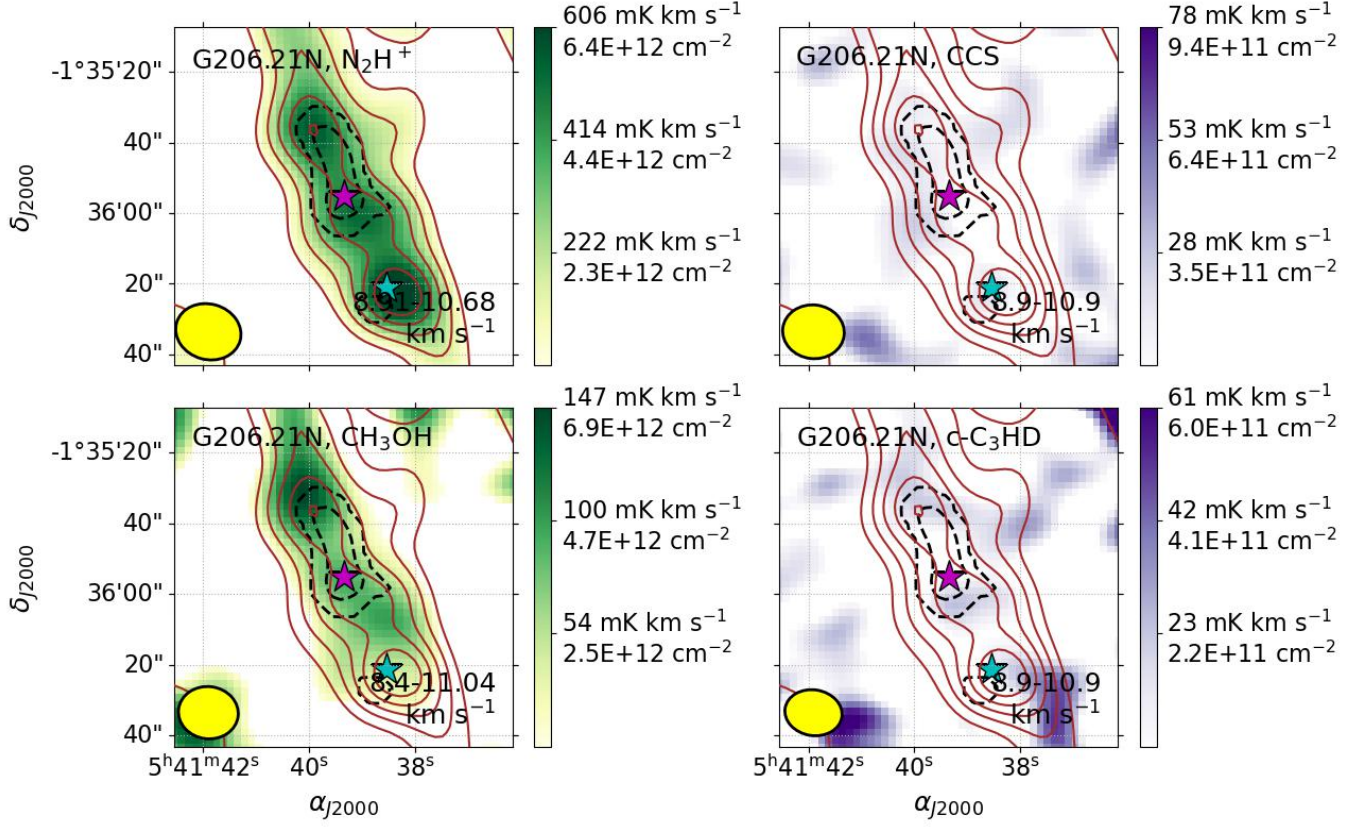 G206.21N, N₂H⁺
606 mK km s⁻¹
6.4E+12 cm⁻²
414 mK km s⁻¹
4.4E+12 cm⁻²
222 mK km s⁻¹
2.3E+12 cm⁻²
8.91-10.68
km s⁻¹
-1°35'20"
40"
36'00"
20"
40"
δJ2000
G206.21N, CCS
78 mK km s⁻¹
9.4E+11 cm⁻²
53 mK km s⁻¹
6.4E+11 cm⁻²
28 mK km s⁻¹
3.5E+11 cm⁻²
8.9-10.9
km s⁻¹
G206.21N, CH₃OH
147 mK km s⁻¹
6.9E+12 cm⁻²
100 mK km s⁻¹
4.7E+12 cm⁻²
54 mK km s⁻¹
2.5E+12 cm⁻²
8.4-11.04
km s⁻¹
-1°35'20"
40"
36'00"
20"
40"
δJ2000
5ʰ41ᵐ42ˢ
40ˢ
38ˢ
αJ2000
G206.21N, c-C₃HD
61 mK km s⁻¹
6.0E+11 cm⁻²
42 mK km s⁻¹
4.1E+11 cm⁻²
23 mK km s⁻¹
2.2E+11 cm⁻²
8.9-10.9
km s⁻¹
5ʰ41ᵐ42ˢ
40ˢ
38ˢ
αJ2000